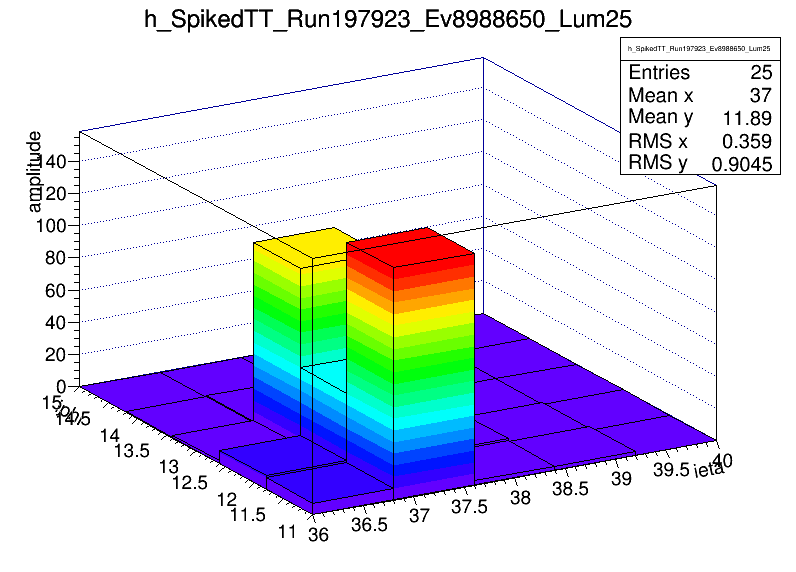 h_SpikedTT_Run197923_Ev8988650_Lum25
h_SpikedTT_Run197923_Ev8988650_Lum25
Entries 25
Mean x 37
Mean y 11.89
RMS x 0.359
RMS y 0.9045
amplitude
140
120
100
80
60
40
20
0
15
14.5
14
13.5
13
12.5
12
11.5
11
36
36.5
37
37.5
38
38.5
39
39.5
40
ieta